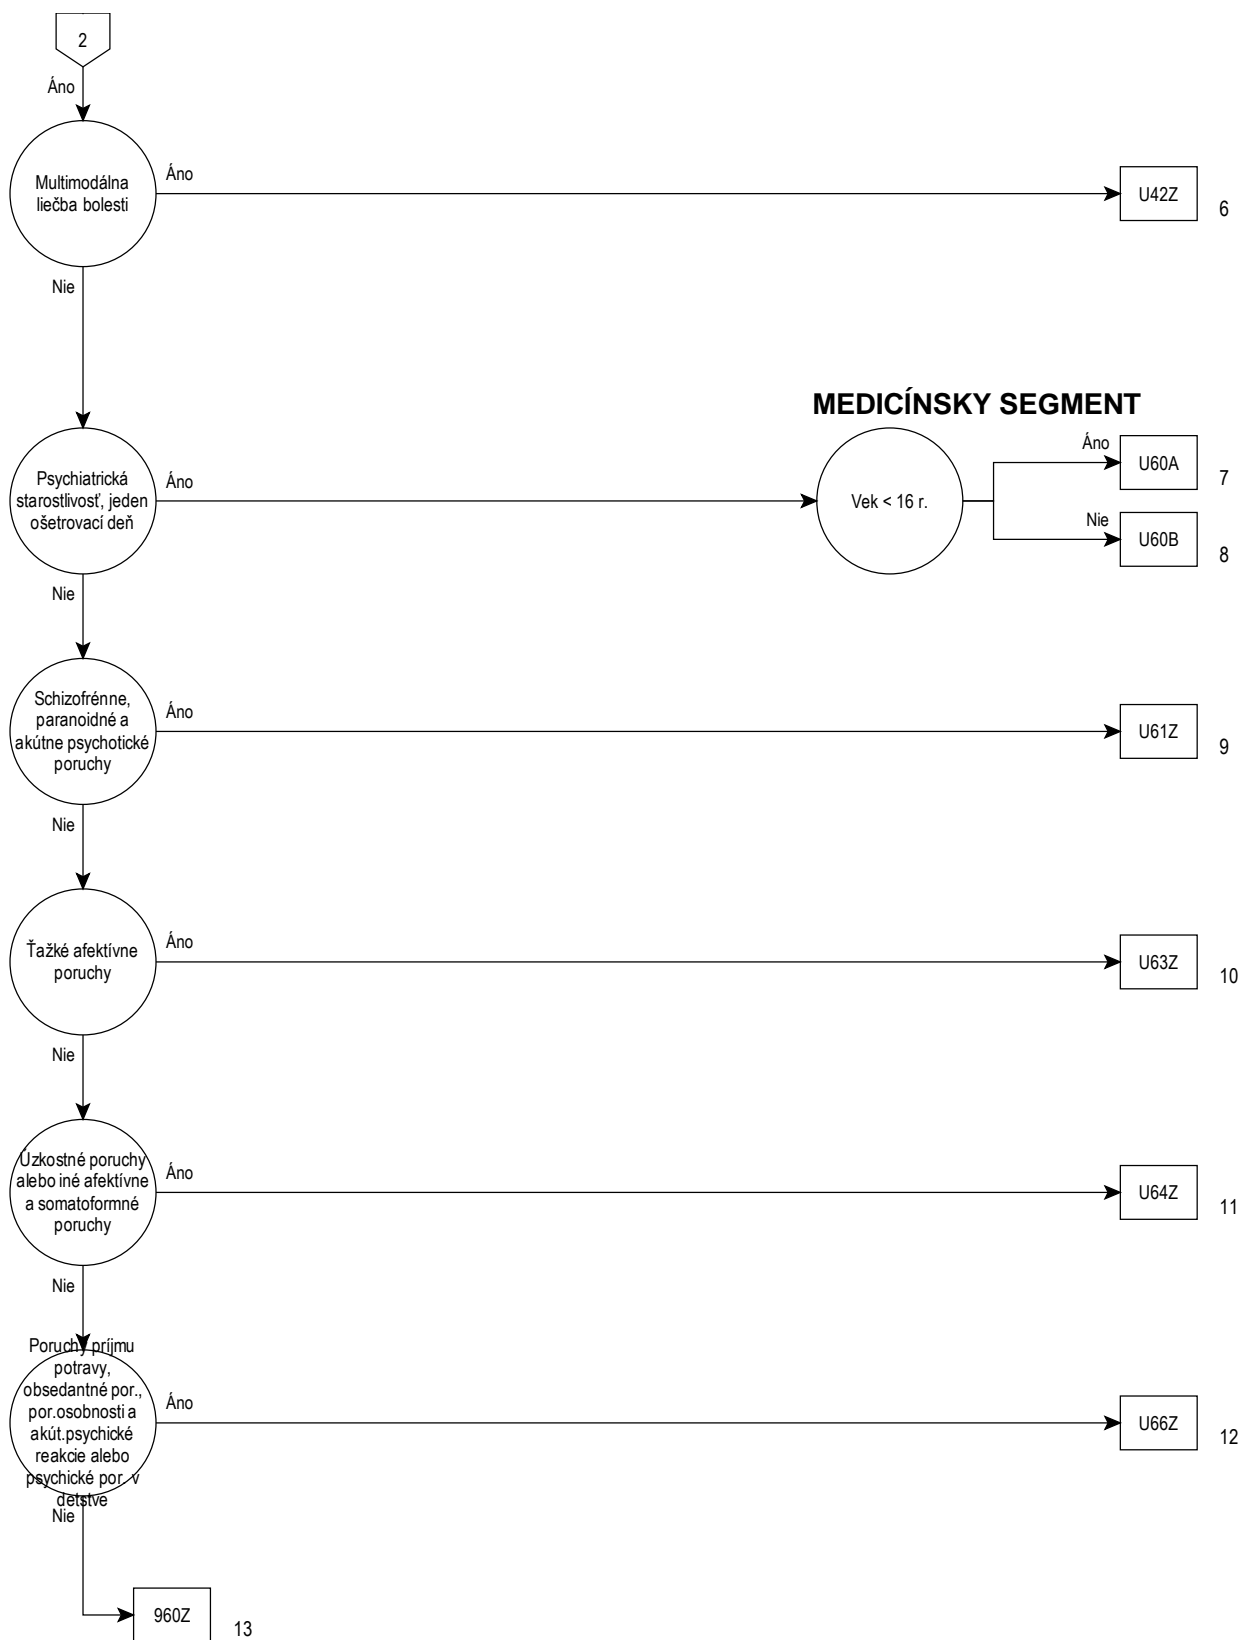 2
Áno
Multimodálna
liečba bolesti
Áno
U42Z
6
Nie
MEDICÍNSKY SEGMENT
Psychiatrická
starostlivosť, jeden
ošetrovací deň
Áno
Vek < 16 r.
Áno
U60A
7
Nie
U60B
8
Nie
Schizofrénne,
paranoidné a
akútne psychotické
poruchy
Áno
U61Z
9
Nie
Ťažké afektívne
poruchy
Áno
U63Z
10
Nie
Úzkostné poruchy
alebo iné afektívne
a somatoformné
poruchy
Áno
U64Z
11
Nie
Poruchy príjmu
potravy,
obsedantné por.,
por.osobnosti a
akút.psychické
reakcie alebo
psychické por. v
detstve
Áno
U66Z
12
Nie
960Z
13